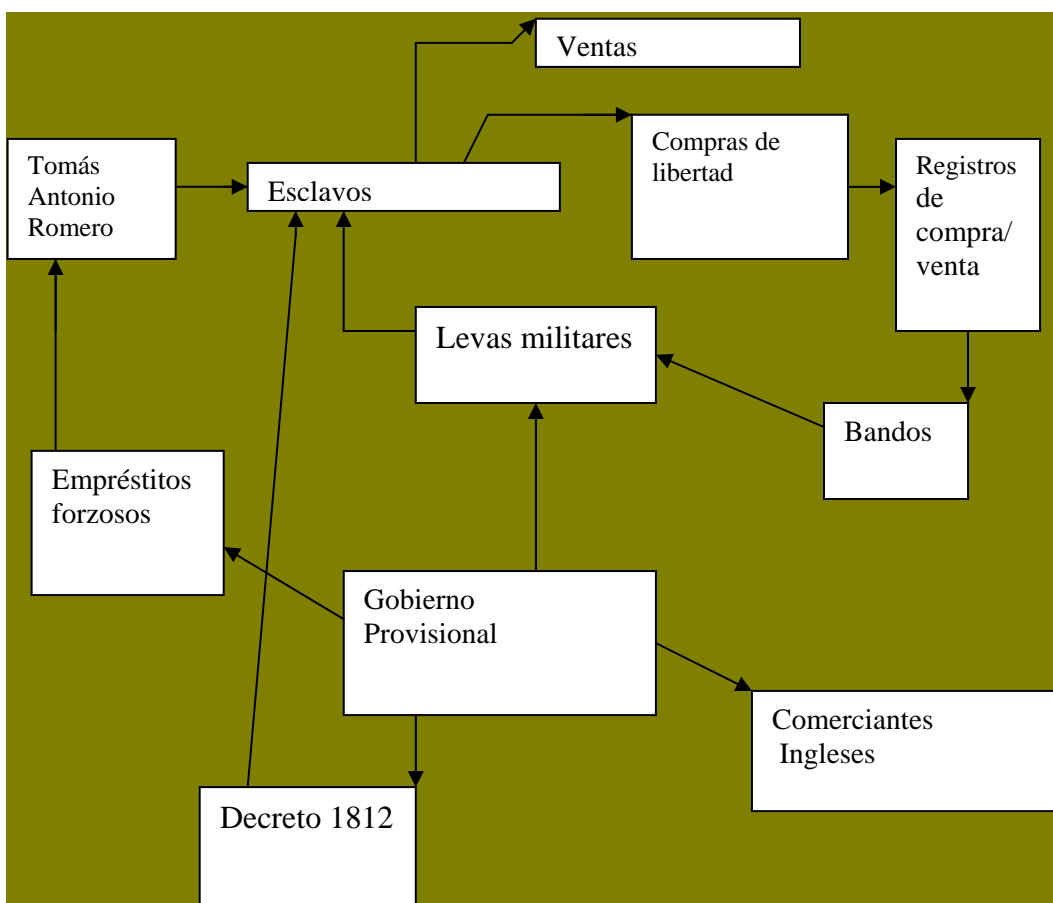 Ventas
Tomás
Antonio
Romero
Esclavos
Compras de
libertad
Registros
de
compra/
venta
Levas militares
Bandos
Empréstitos
forzosos
Gobierno
Provisional
Comerciantes
Ingleses
Decreto 1812